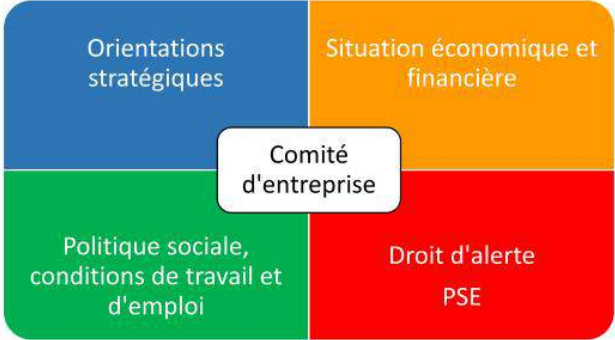 Orientations
stratégiques
Situation économique et
financière
Comité
d'entreprise
Politique sociale,
conditions de travail et
d'emploi
Droit d'alerte
PSE